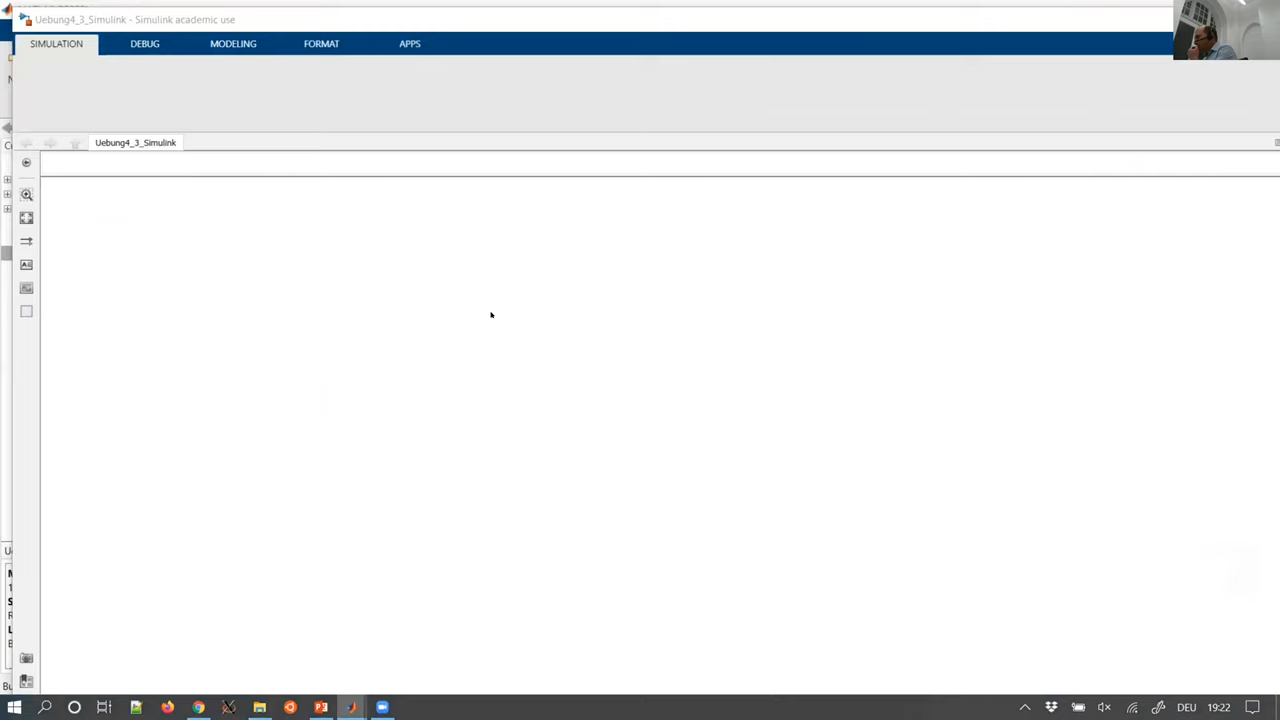 Uebung4_3_Simulink - Simulink academic use
SIMULATION DEBUG MODELING FORMAT APPS
Uebung4_3_Simulink
DEU 19:22